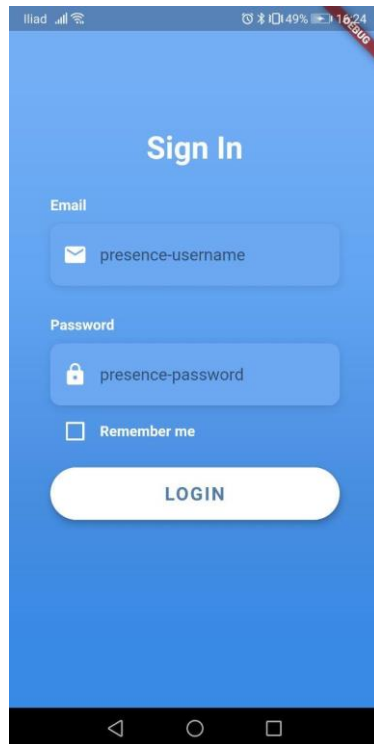 Iliad 49% 16:24
DEBUG
Sign In
Email
presence-username
Password
presence-password
Remember me
LOGIN